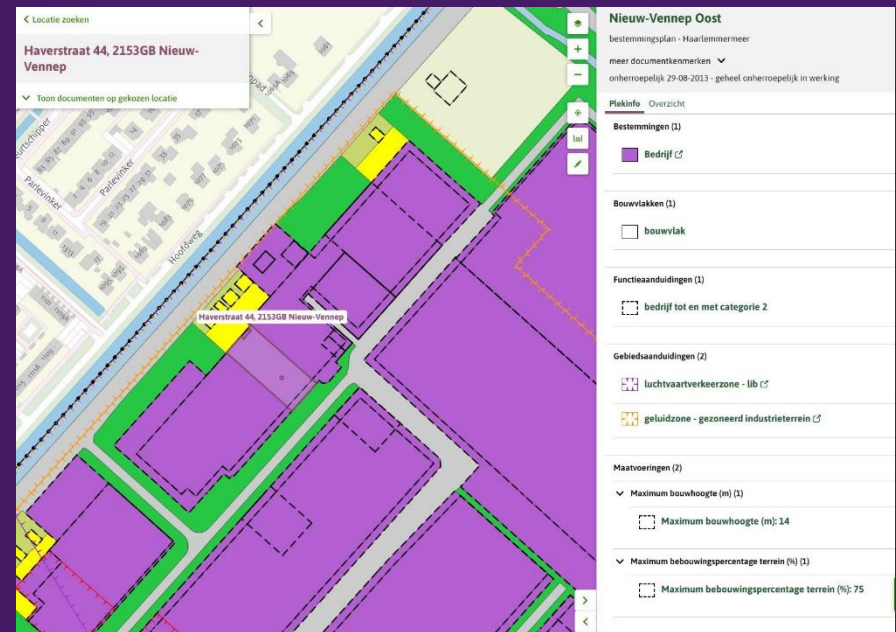 Locatie zoeken
Haverstraat 44, 2153GB Nieuw-
Vennep
Toon documenten op gekozen locatie
Parlevinker
Parlevinker
Hoofdweg
Haverstraat 44, 2153GB Nieuw-Vennep
Nieuw-Vennep Oost
bestemmingsplan - Haarlemmermeer
meer documentkenmerken
onherroepelijk 29-08-2013 - geheel onherroepelijk in werking
Plekinfo Overzicht
Bestemmingen (1)
Bedrijf
Bouwvlakken (1)
bouwvlak
Functieaanduidingen (1)
bedrijf tot en met categorie 2
Gebiedsaanduidingen (2)
luchtvaartverkeerzone - lib
geluidzone - gezoneerd industrieterrein
Maatvoeringen (2)
Maximum bouwhoogte (m) (1)
Maximum bouwhoogte (m): 14
Maximum bebouwingspercentage terrein (%) (1)
Maximum bebouwingspercentage terrein (%): 75